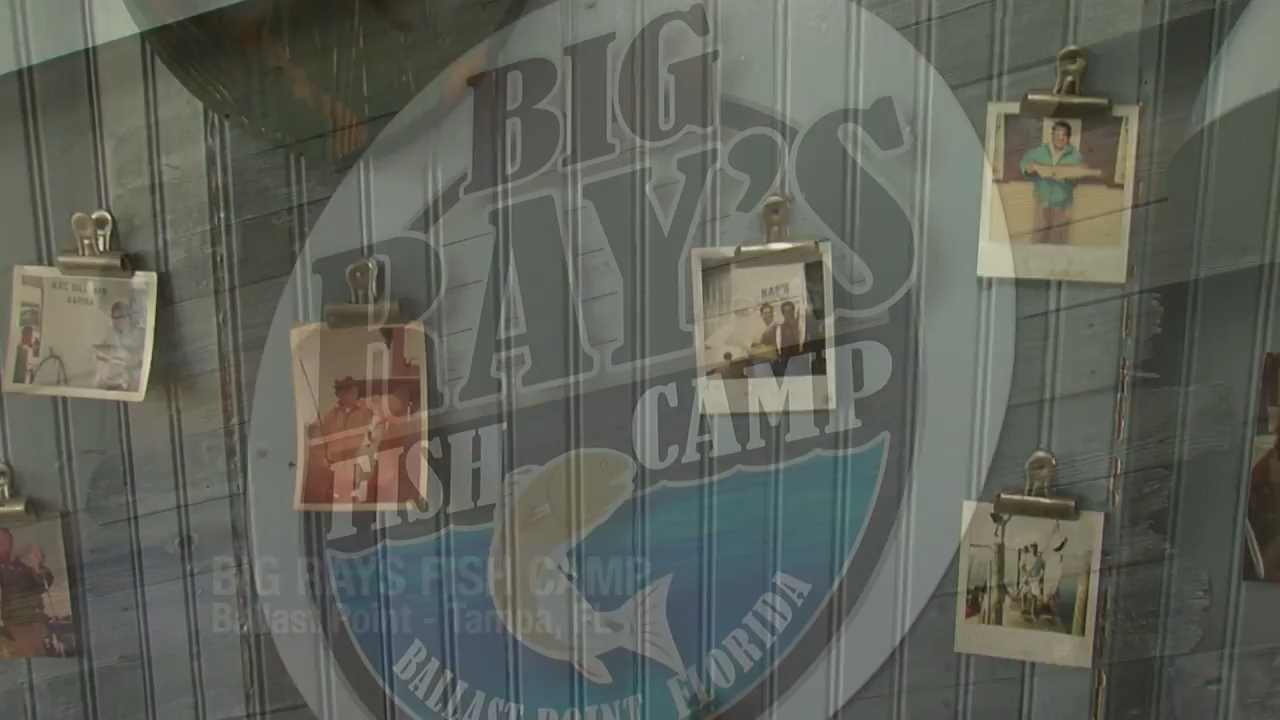 BIG
RAY'S
FISH CAMP
BIG RAYS FISH CAMP
Ballast Point - Tampa, FL
BALLAST POINT FLORIDA
RAY'S